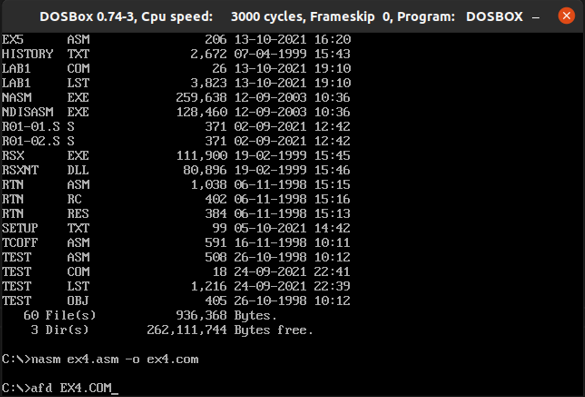 DOSBox 0.74-3, Cpu speed: 3000 cycles, Frameskip 0, Program: DOSBOX
EX5 ASM 206 13-10-2021 16:20
HISTORY TXT 2,672 07-04-1999 15:43
LAB1 COM 26 13-10-2021 19:10
LAB1 LST 3,823 13-10-2021 19:10
NASM EXE 259,638 12-09-2003 10:36
NDISASM EXE 128,460 12-09-2003 10:36
R01-01.S S 371 02-09-2021 12:42
R01-02.S S 371 02-09-2021 12:42
RSX EXE 111,900 19-02-1999 15:45
RSXNT DLL 80,896 19-02-1999 15:46
RTN ASM 1,038 06-11-1998 15:15
RTN RC 402 06-11-1998 15:16
RTN RES 384 06-11-1998 15:13
SETUP TXT 99 05-10-2021 14:42
TCOFF ASM 591 16-11-1998 10:11
TEST ASM 508 26-10-1998 10:12
TEST COM 18 24-09-2021 22:41
TEST LST 1,216 24-09-2021 22:39
TEST OBJ 405 26-10-1998 10:12
60 File(s) 936,368 Bytes.
3 Dir(s) 262,111,744 Bytes free.
C:\>nasm ex4.asm -o ex4.com
C:\>afd EX4.COM_